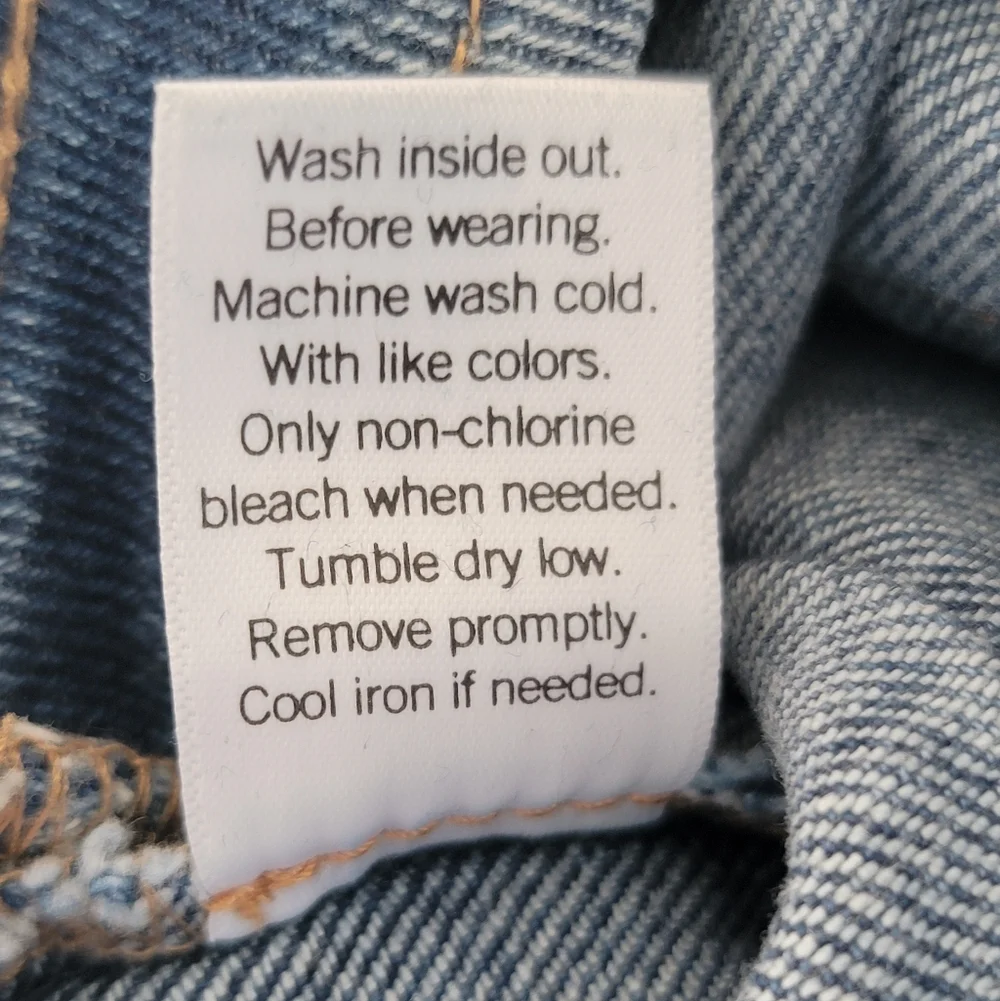 Wash inside out.
Before wearing.
Machine wash cold.
With like colors.
Only non-chlorine
bleach when needed.
Tumble dry low.
Remove promptly.
Cool iron if needed.